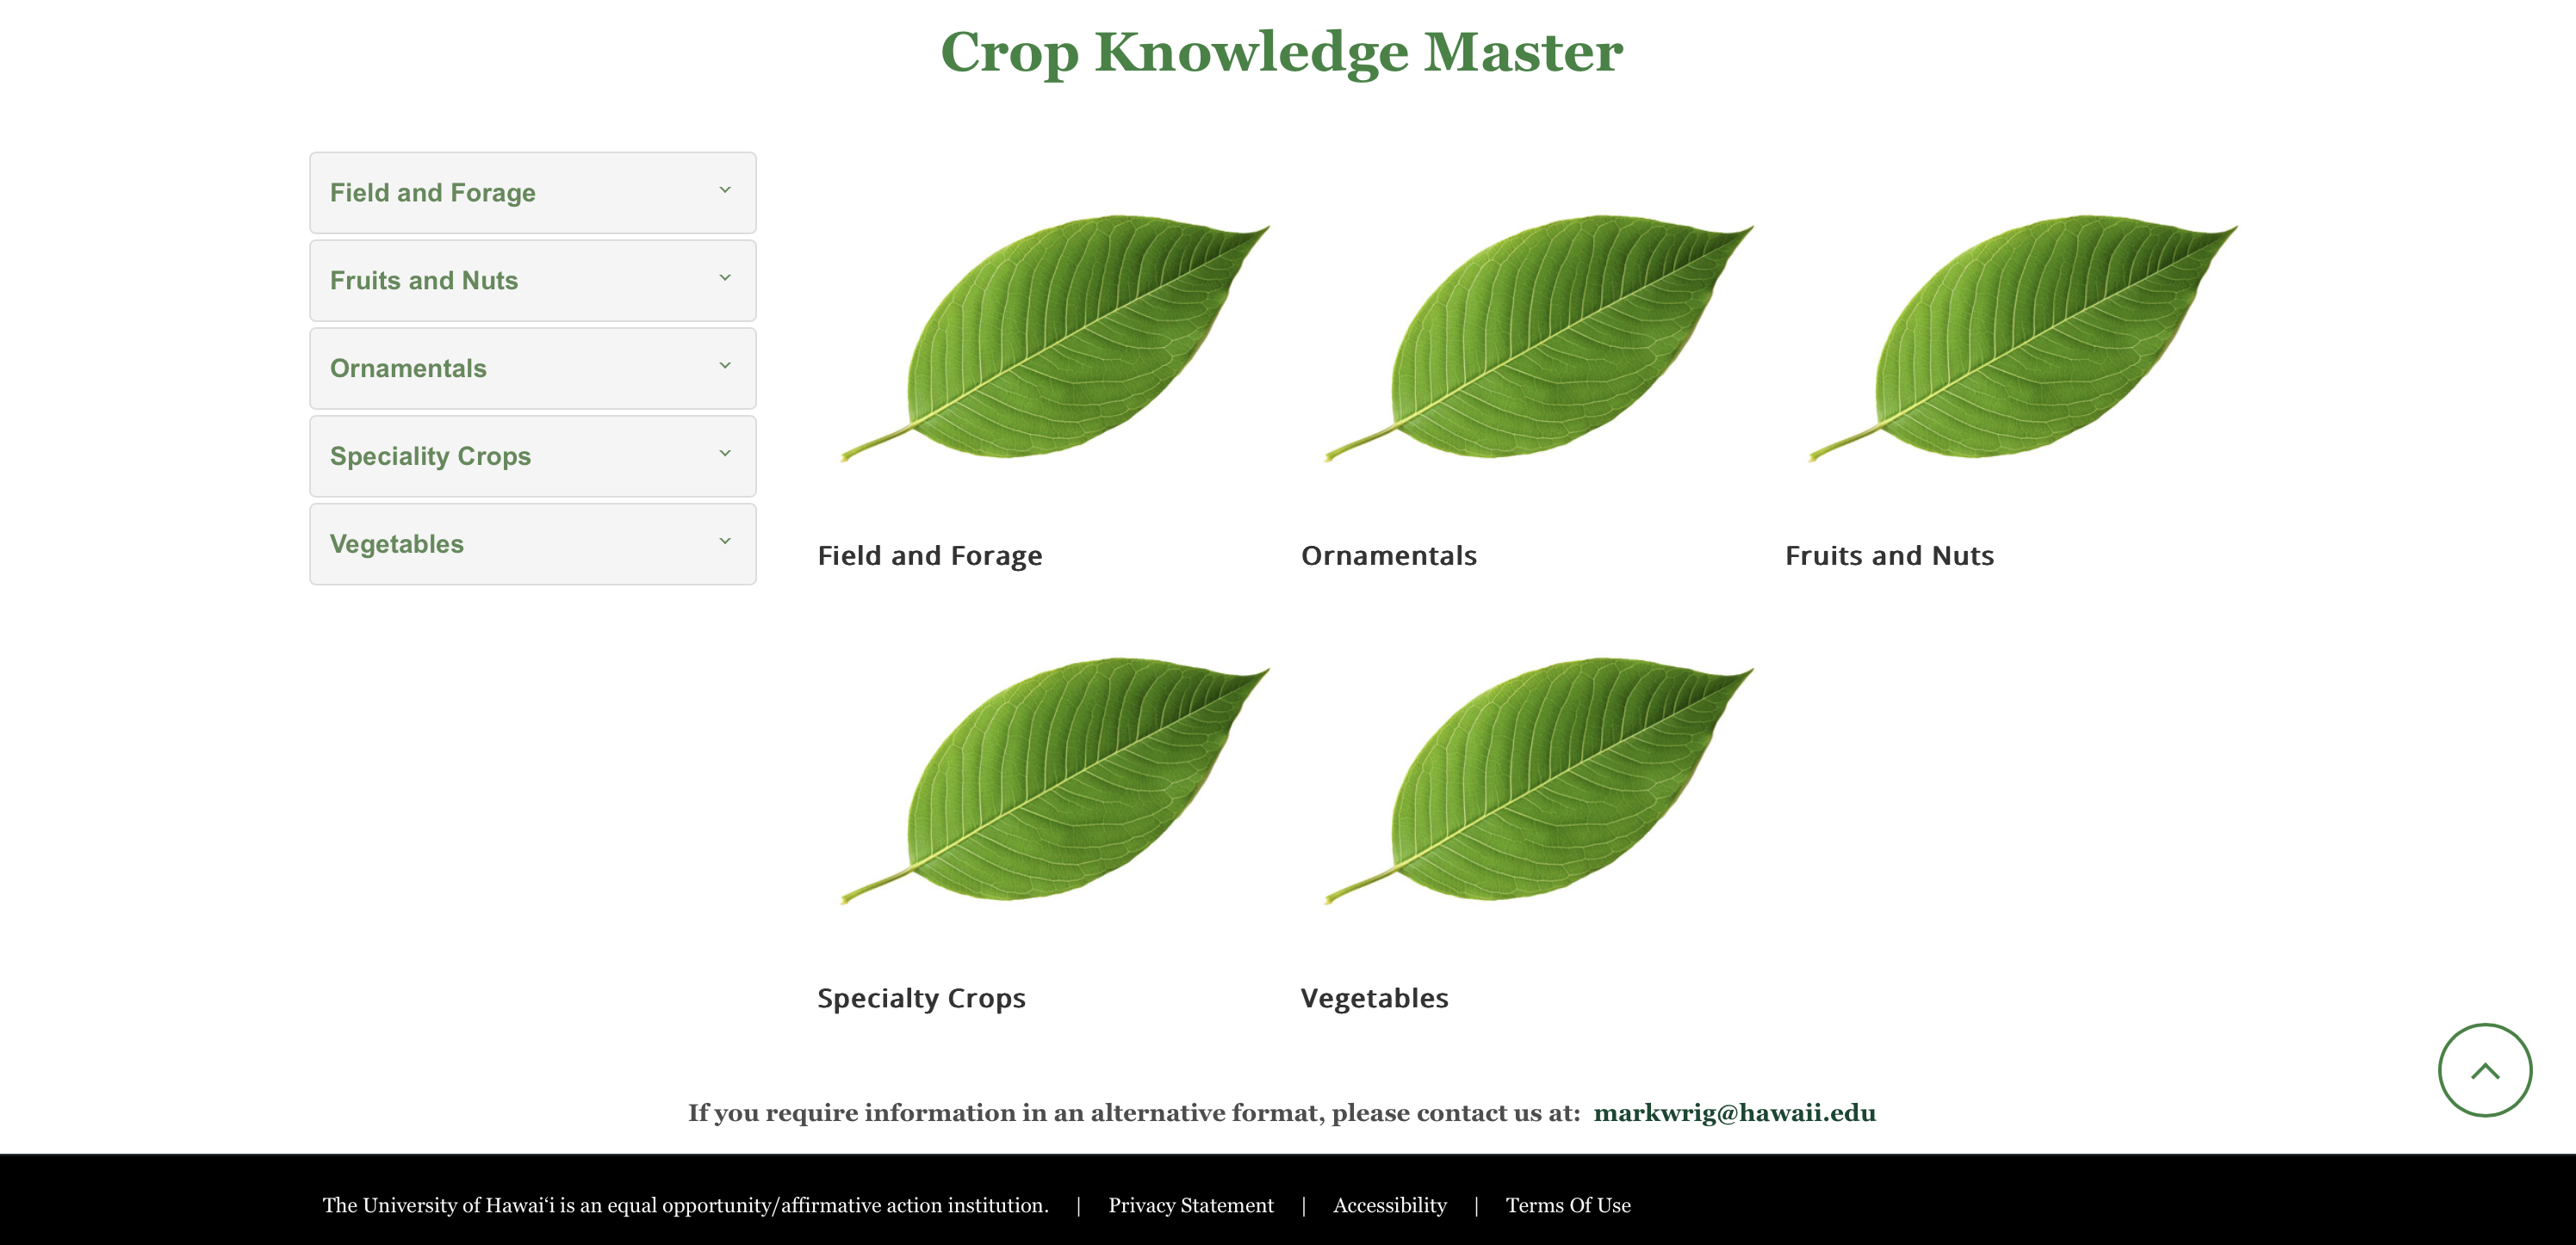 Crop Knowledge Master
Field and Forage
Fruits and Nuts
Ornamentals
Speciality Crops
Vegetables
Field and Forage
Ornamentals
Fruits and Nuts
Specialty Crops
Vegetables
If you require information in an alternative format, please contact us at: markwrig@hawaii.edu
The University of Hawai‘i is an equal opportunity/affirmative action institution. | Privacy Statement | Accessibility | Terms Of Use